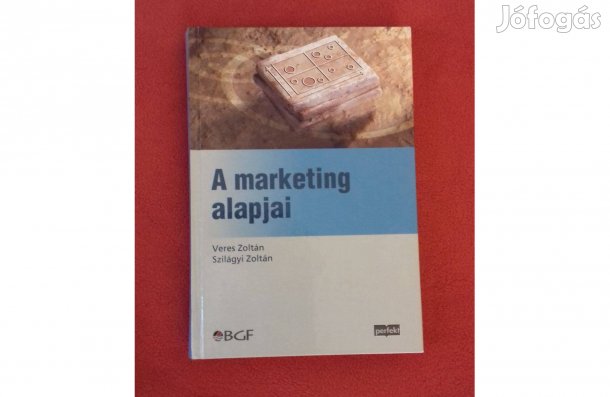 Jófogás
A marketing
alapjai
Veres Zoltán
Szilágyi Zoltán
BGF
perfekt